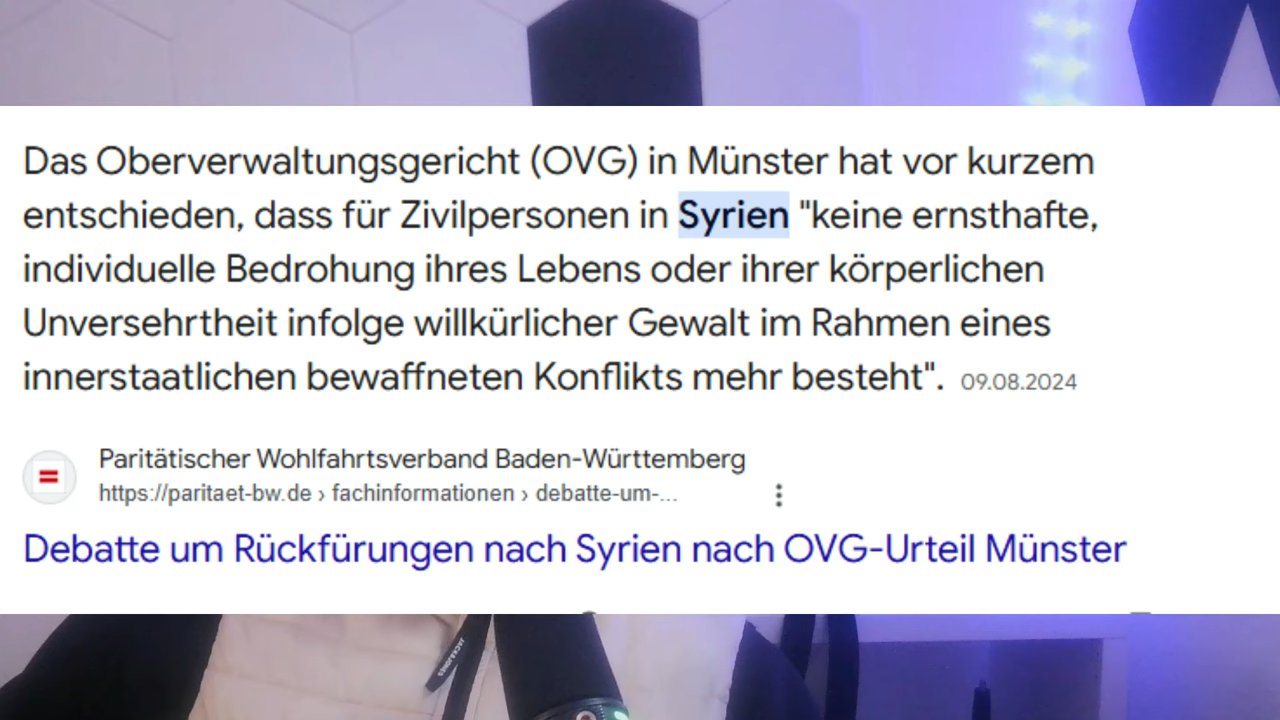 Das Oberverwaltungsgericht (OVG) in Münster hat vor kurzem
entschieden, dass für Zivilpersonen in Syrien "keine ernsthafte,
individuelle Bedrohung ihres Lebens oder ihrer körperlichen
Unversehrtheit infolge willkürlicher Gewalt im Rahmen eines
innerstaatlichen bewaffneten Konflikts mehr besteht". 09.08.2024
Paritätischer Wohlfahrtsverband Baden-Württemberg
https://paritaet-bw.de › fachinformationen › debatte-um-...
Debatte um Rückfürungen nach Syrien nach OVG-Urteil Münster